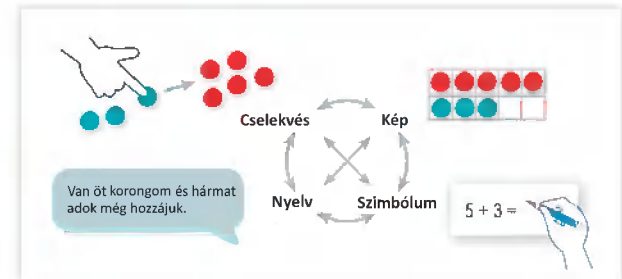 Cselekvés
Kép
Van öt korongom és hármat
adok még hozzájuk.
Nyelv
Szimbólum
5 + 3 =